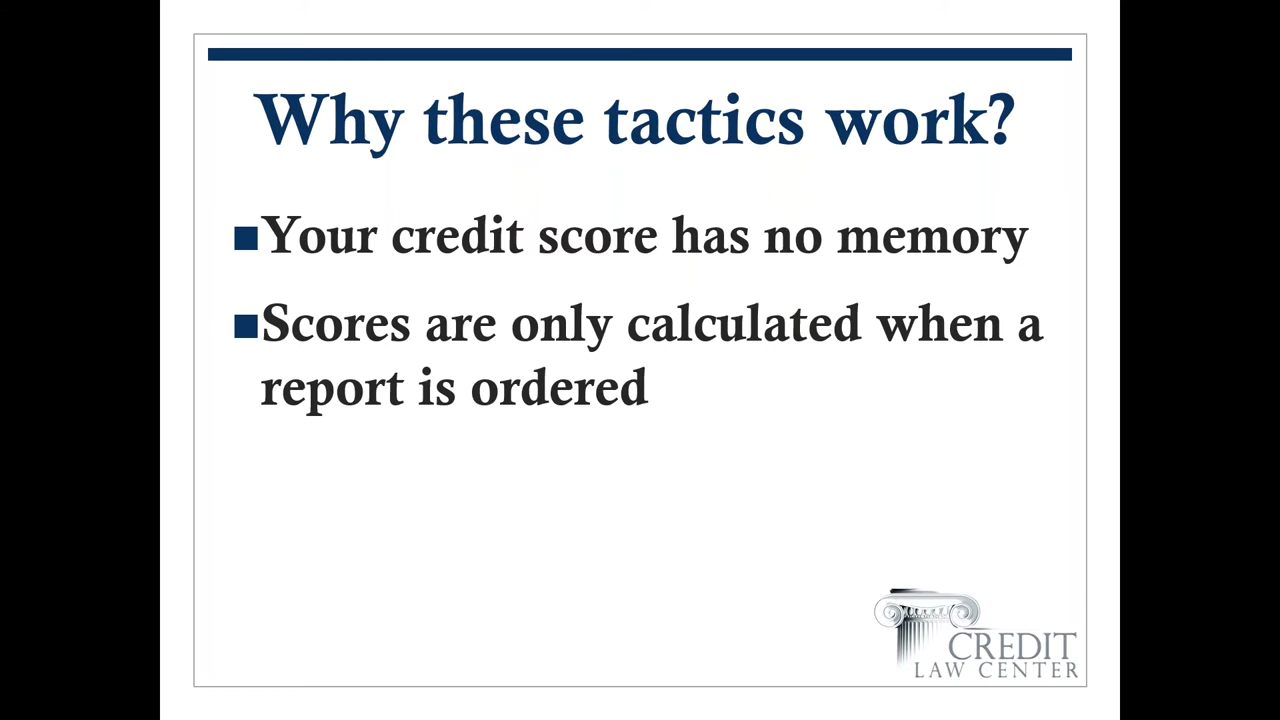 Why these tactics work?
Your credit score has no memory
Scores are only calculated when a
report is ordered
CREDIT
LAW CENTER